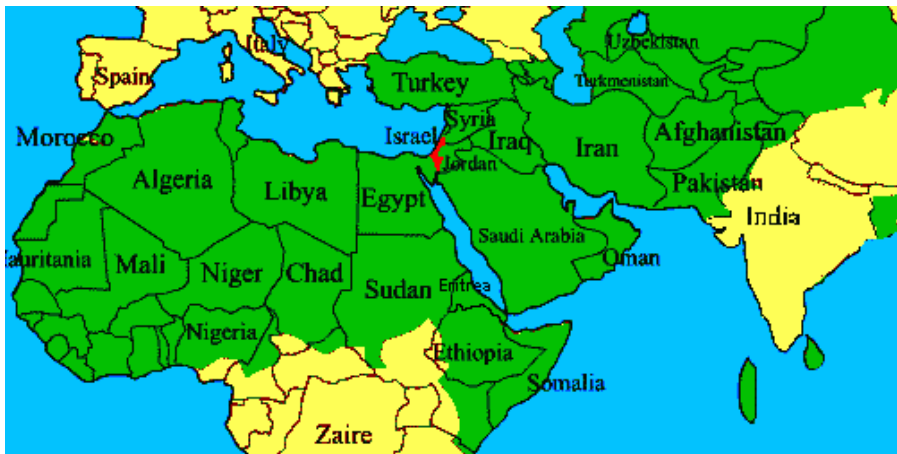 Italy
Uzbekistan
Spain
Turkey
Turkmenistan
Syria
Morocco
Israel
Iraq
Iran
Afghanistan
Jordan
Algeria
Libya
Egypt
Pakistan
India
Saudi Arabia
Oman
Mauritania
Mali
Niger
Chad
Sudan
Eritrea
Nigeria
Ethiopia
Somalia
Zaire